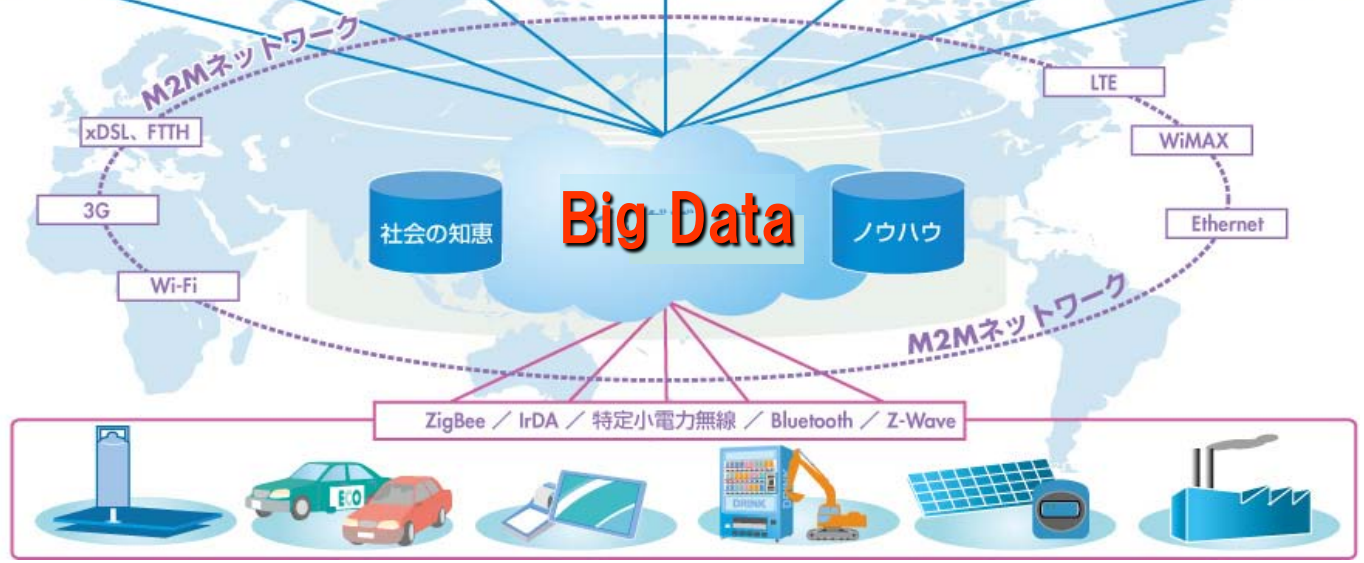 M2Mネットワーク
LTE
xDSL、FTTH
WiMAX
3G
社会の知恵
Big Data
ノウハウ
Ethernet
Wi-Fi
M2Mネットワーク
ZigBee ／ IrDA ／ 特定小電力無線 ／ Bluetooth ／ Z-Wave
ECO
DRINK